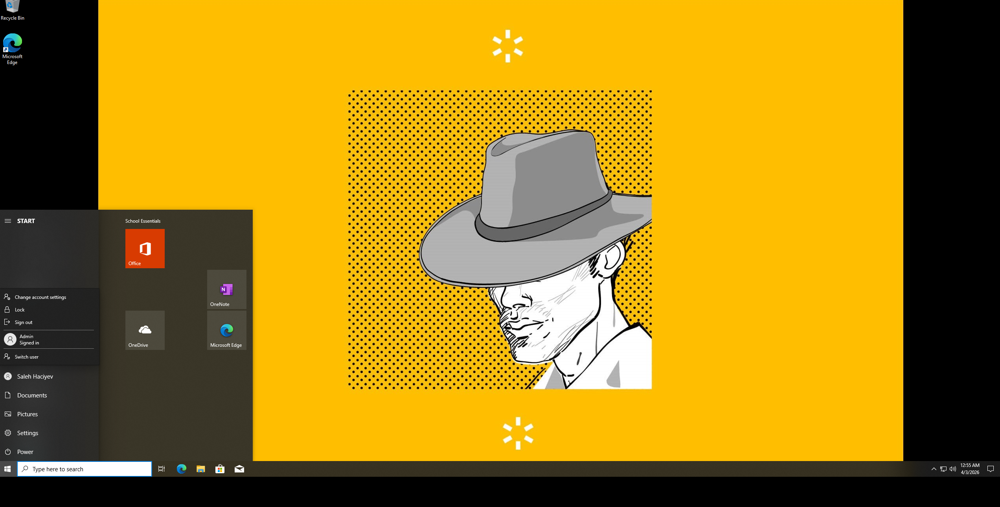 Recycle Bin
Microsoft
Edge
START
School Essentials
Office
OneNote
OneDrive
Microsoft Edge
Change account settings
Lock
Sign out
Admin
Signed in
Switch user
Saleh Haciyev
Documents
Pictures
Settings
Power
Type here to search
12:55 AM
4/3/2026